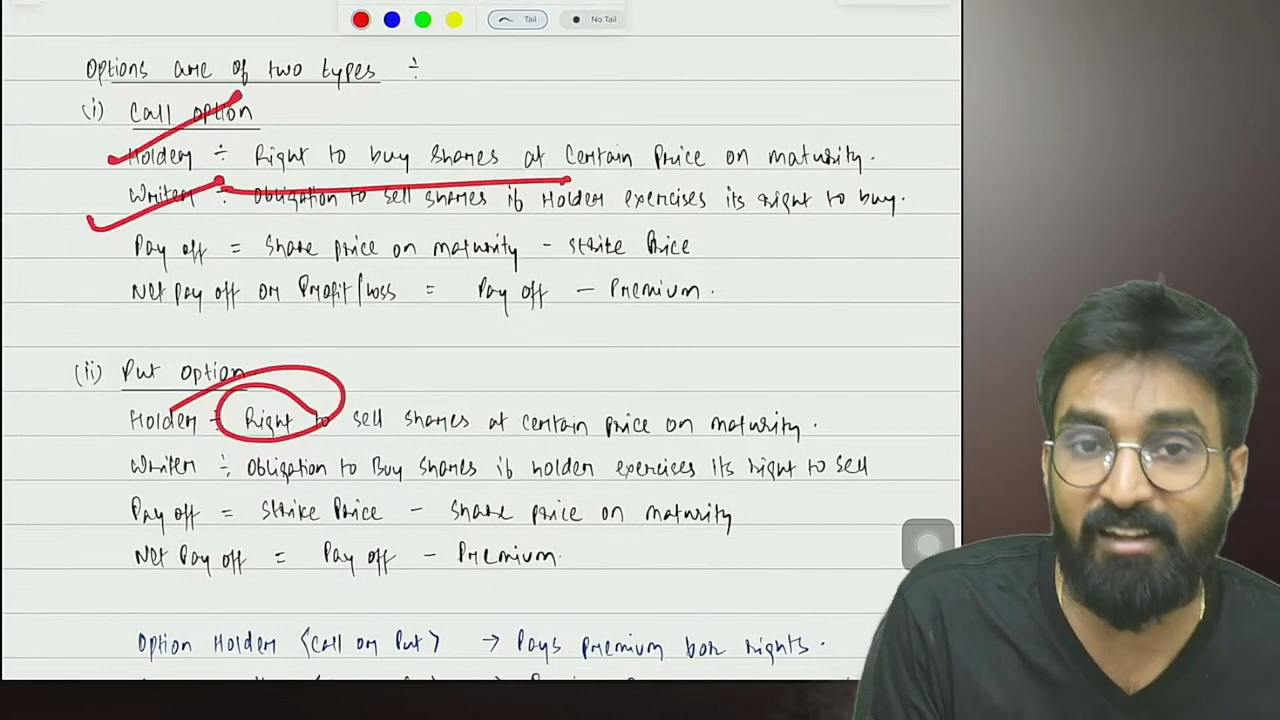 Tail
No Tail
Options are of two types ÷
(i) Call option
Holder ÷ Right to buy shares at certain price on maturity.
Writer ÷ Obligation to sell shares if Holder exercises its right to buy.
Pay off = Share price on maturity - Strike Price
Net Pay off or Profit/Loss = Pay off - Premium.
(ii) Put Option
Holder ÷ Right to sell shares at certain price on maturity.
Writer ÷ Obligation to Buy shares if holder exercises its right to sell
Pay off = Strike Price - Share price on maturity
Net Pay off = Pay off - Premium.
Option Holder (Call or Put) → Pays premium for rights.